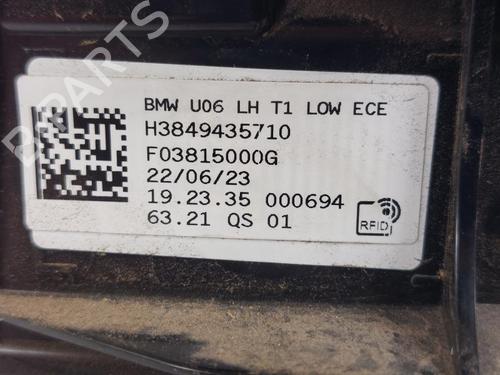 BMW U06 LH T1 LOW ECE
H3849435710
F03815000G
22/06/23
19.23.35 000694
63.21 QS 01
RFID